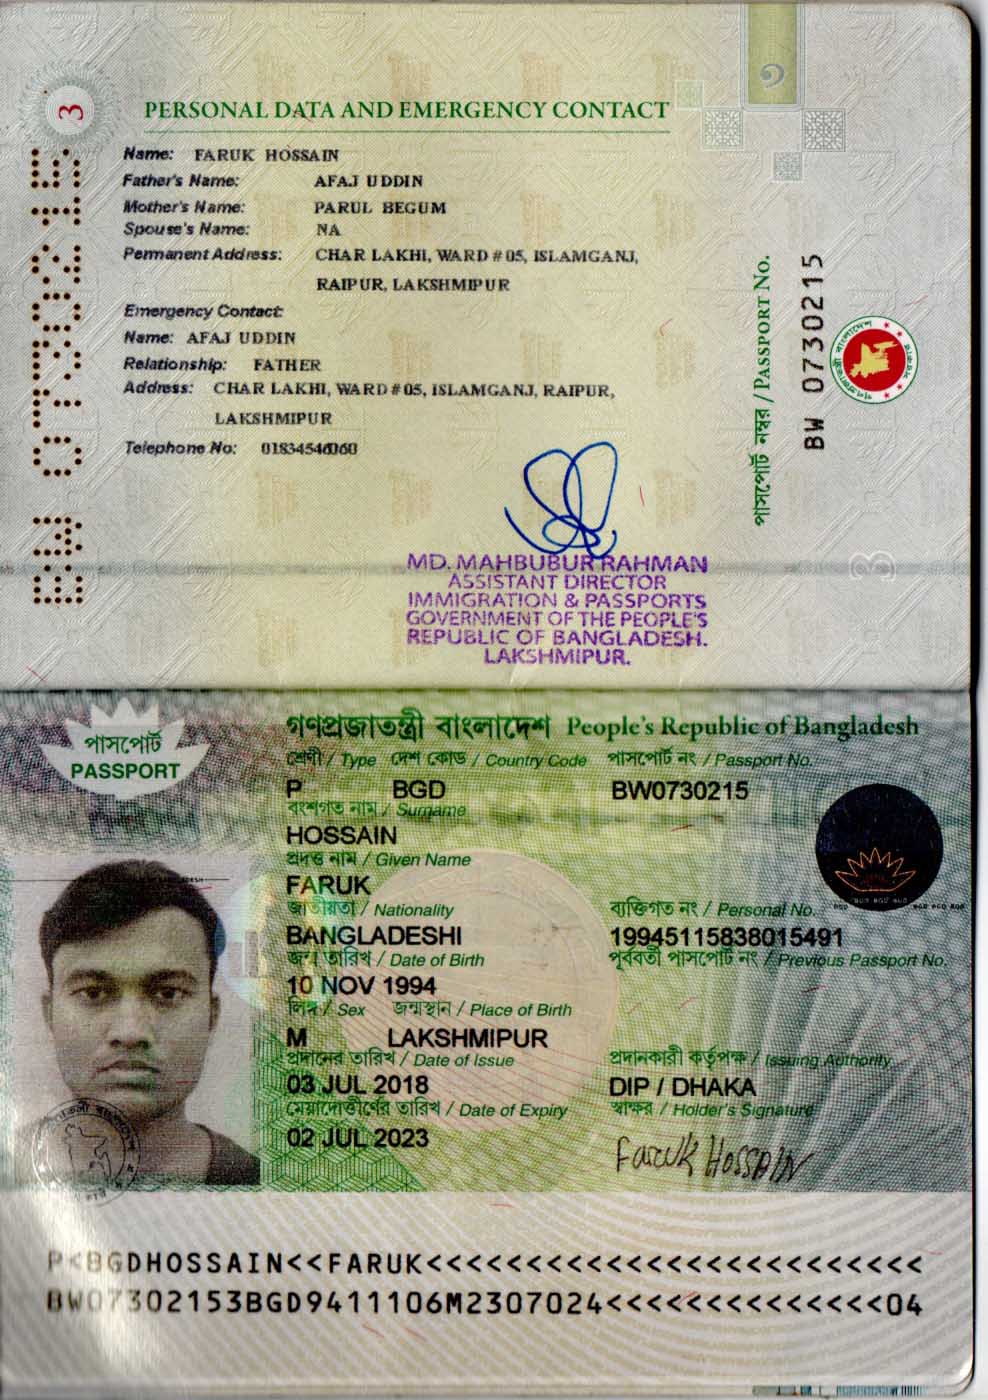 3
PERSONAL DATA AND EMERGENCY CONTACT
Name: FARUK HOSSAIN
Father's Name: AFAJ UDDIN
Mother's Name: PARUL BEGUM
Spouse's Name: NA
Permanent Address: CHAR LAKHI, WARD # 05, ISLAMGANJ,
RAIPUR, LAKSHMIPUR
Emergency Contact:
Name: AFAJ UDDIN
Relationship: FATHER
Address: CHAR LAKHI, WARD # 05, ISLAMGANJ, RAIPUR,
LAKSHMIPUR
Telephone No: 01834546060
BW 0730215
পাসপোর্ট নম্বর / PASSPORT No. BW 0730215
MD. MAHBUBUR RAHMAN
ASSISTANT DIRECTOR
IMMIGRATION & PASSPORTS
GOVERNMENT OF THE PEOPLE'S
REPUBLIC OF BANGLADESH.
LAKSHMIPUR.
পাসপোর্ট
PASSPORT
গণপ্রজাতন্ত্রী বাংলাদেশ People's Republic of Bangladesh
শ্রেণী / Type দেশ কোড / Country Code পাসপোর্ট নং / Passport No.
P BGD BW0730215
বংশগত নাম / Surname
HOSSAIN
প্রদত্ত নাম / Given Name
FARUK
জাতীয়তা / Nationality ব্যক্তিগত নং / Personal No.
BANGLADESHI 19945115838015491
জন্ম তারিখ / Date of Birth পূর্ববর্তী পাসপোর্ট নং / Previous Passport No.
10 NOV 1994
লিঙ্গ / Sex জন্মস্থান / Place of Birth
M LAKSHMIPUR
প্রদানের তারিখ / Date of Issue প্রদানকারী কর্তৃপক্ষ / Issuing Authority
03 JUL 2018 DIP / DHAKA
মেয়াদোত্তীর্ণের তারিখ / Date of Expiry স্বাক্ষর / Holder's Signature
02 JUL 2023 Faruk HOSSAIN
P<BGDHOSSAIN<<FARUK<<<<<<<<<<<<<<<<<<<<<<<<<
BW07302153BGD9411106M2307024<<<<<<<<<<<<<<04